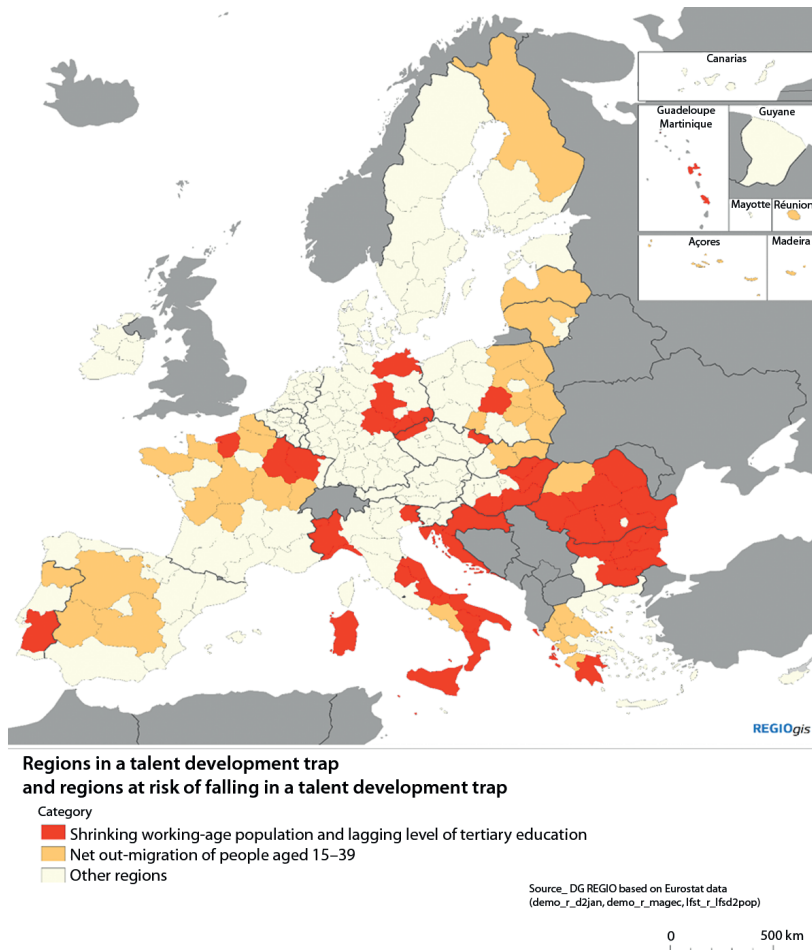 Canarias
Guadeloupe
Martinique
Guyane
Mayotte
Réunion
Açores
Madeira
REGIOgis
Regions in a talent development trap
and regions at risk of falling in a talent development trap
Category
Shrinking working-age population and lagging level of tertiary education
Net out-migration of people aged 15–39
Other regions
Source_ DG REGIO based on Eurostat data
(demo_r_d2jan, demo_r_magec, lfst_r_lfsd2pop)
0 500 km